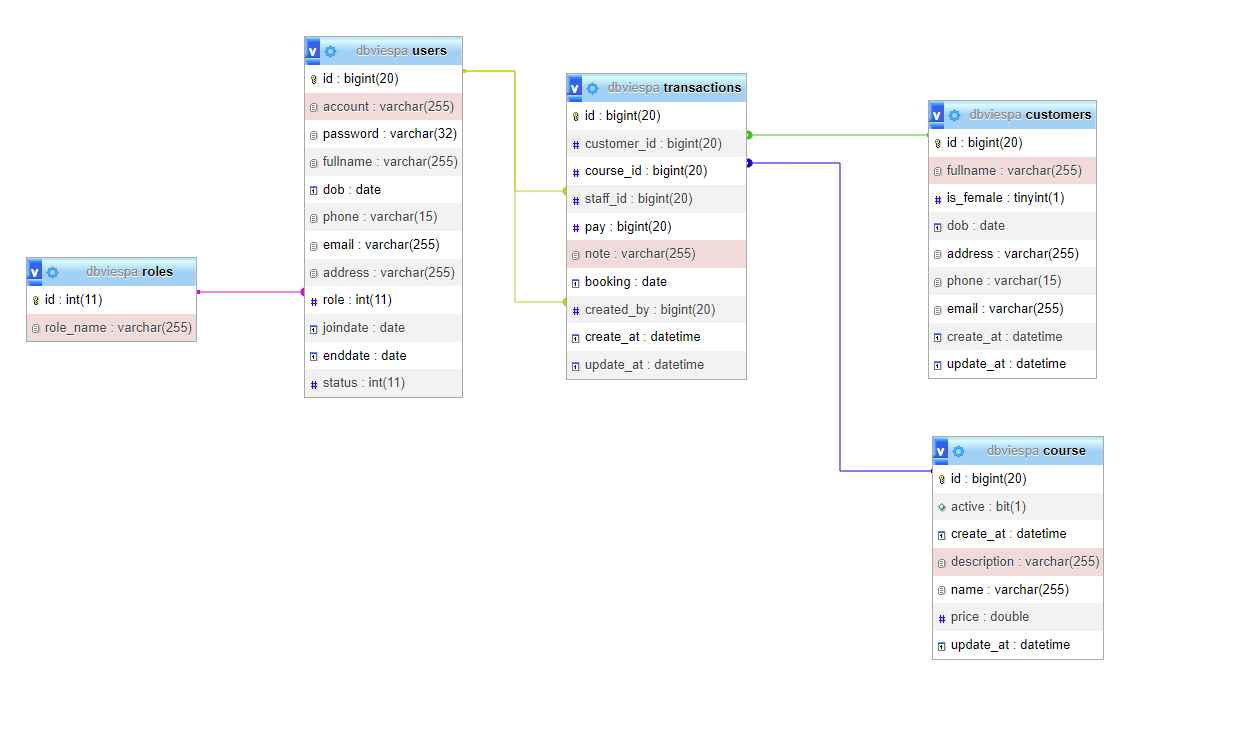 dbviespa users
id : bigint(20)
account : varchar(255)
password : varchar(32)
fullname : varchar(255)
dob : date
phone : varchar(15)
email : varchar(255)
address : varchar(255)
role : int(11)
joindate : date
enddate : date
status : int(11)
dbviespa transactions
id : bigint(20)
customer_id : bigint(20)
course_id : bigint(20)
staff_id : bigint(20)
pay : bigint(20)
note : varchar(255)
booking : date
created_by : bigint(20)
create_at : datetime
update_at : datetime
dbviespa customers
id : bigint(20)
fullname : varchar(255)
is_female : tinyint(1)
dob : date
address : varchar(255)
phone : varchar(15)
email : varchar(255)
create_at : datetime
update_at : datetime
dbviespa roles
id : int(11)
role_name : varchar(255)
dbviespa course
id : bigint(20)
active : bit(1)
create_at : datetime
description : varchar(255)
name : varchar(255)
price : double
update_at : datetime